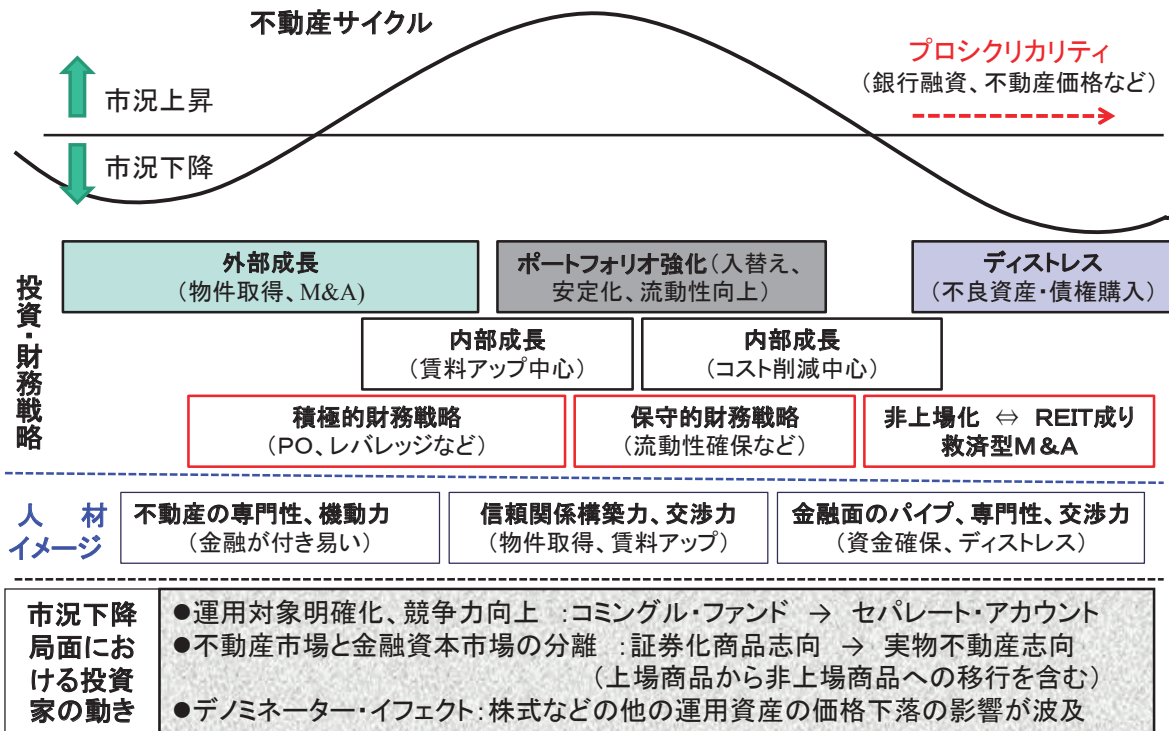 不動産サイクル
プロシクリカリティ
（銀行融資、不動産価格など）
市況上昇
市況下降
投資・財務戦略
外部成長
（物件取得、M&A）
ポートフォリオ強化（入替え、
安定化、流動性向上）
ディストレス
（不良資産・債権購入）
内部成長
（賃料アップ中心）
内部成長
（コスト削減中心）
積極的財務戦略
（PO、レバレッジなど）
保守的財務戦略
（流動性確保など）
非上場化 ⇔ REIT成り
救済型M&A
人 材
イメージ
不動産の専門性、機動力
（金融が付き易い）
信頼関係構築力、交渉力
（物件取得、賃料アップ）
金融面のパイプ、専門性、交渉力
（資金確保、ディストレス）
市況下降
局面にお
ける投資
家の動き
●運用対象明確化、競争力向上 ：コミングル・ファンド → セパレート・アカウント
●不動産市場と金融資本市場の分離 ：証券化商品志向 → 実物不動産志向
（上場商品から非上場商品への移行を含む）
●デノミネーター・イフェクト：株式などの他の運用資産の価格下落の影響が波及